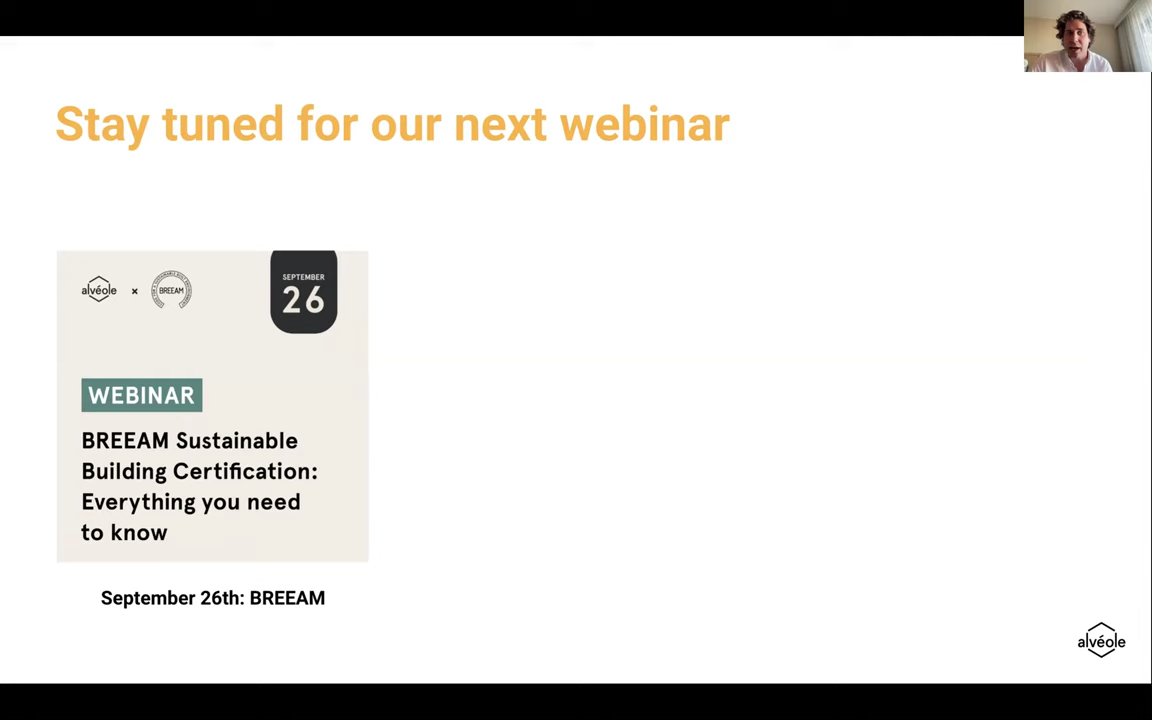 Stay tuned for our next webinar
alvéole × BREEAM
SEPTEMBER
26
WEBINAR
BREEAM Sustainable
Building Certification:
Everything you need
to know
September 26th: BREEAM
alvéole